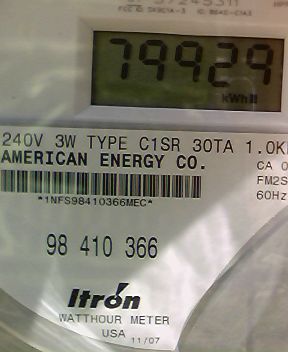 79929
kWh
240V 3W TYPE C1SR 30TA 1.0K
AMERICAN ENERGY CO.
CA 0
FM2S
60Hz
*1NFS98410366MEC*
98 410 366
Itrón
WATTHOUR METER
USA 11/07